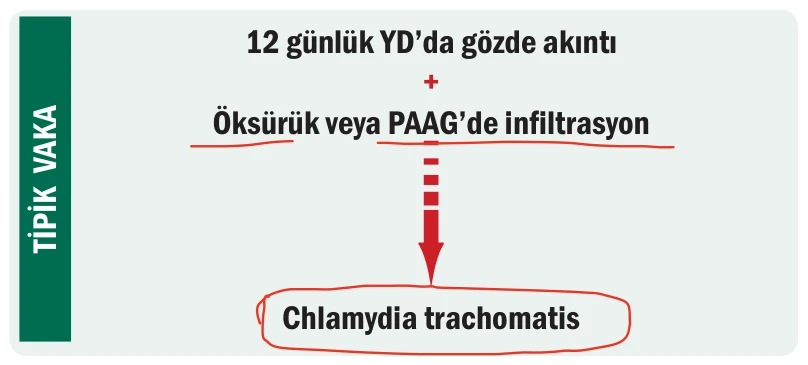 TİPİK VAKA
12 günlük YD’da gözde akıntı
+
Öksürük veya PAAG’de infiltrasyon
Chlamydia trachomatis